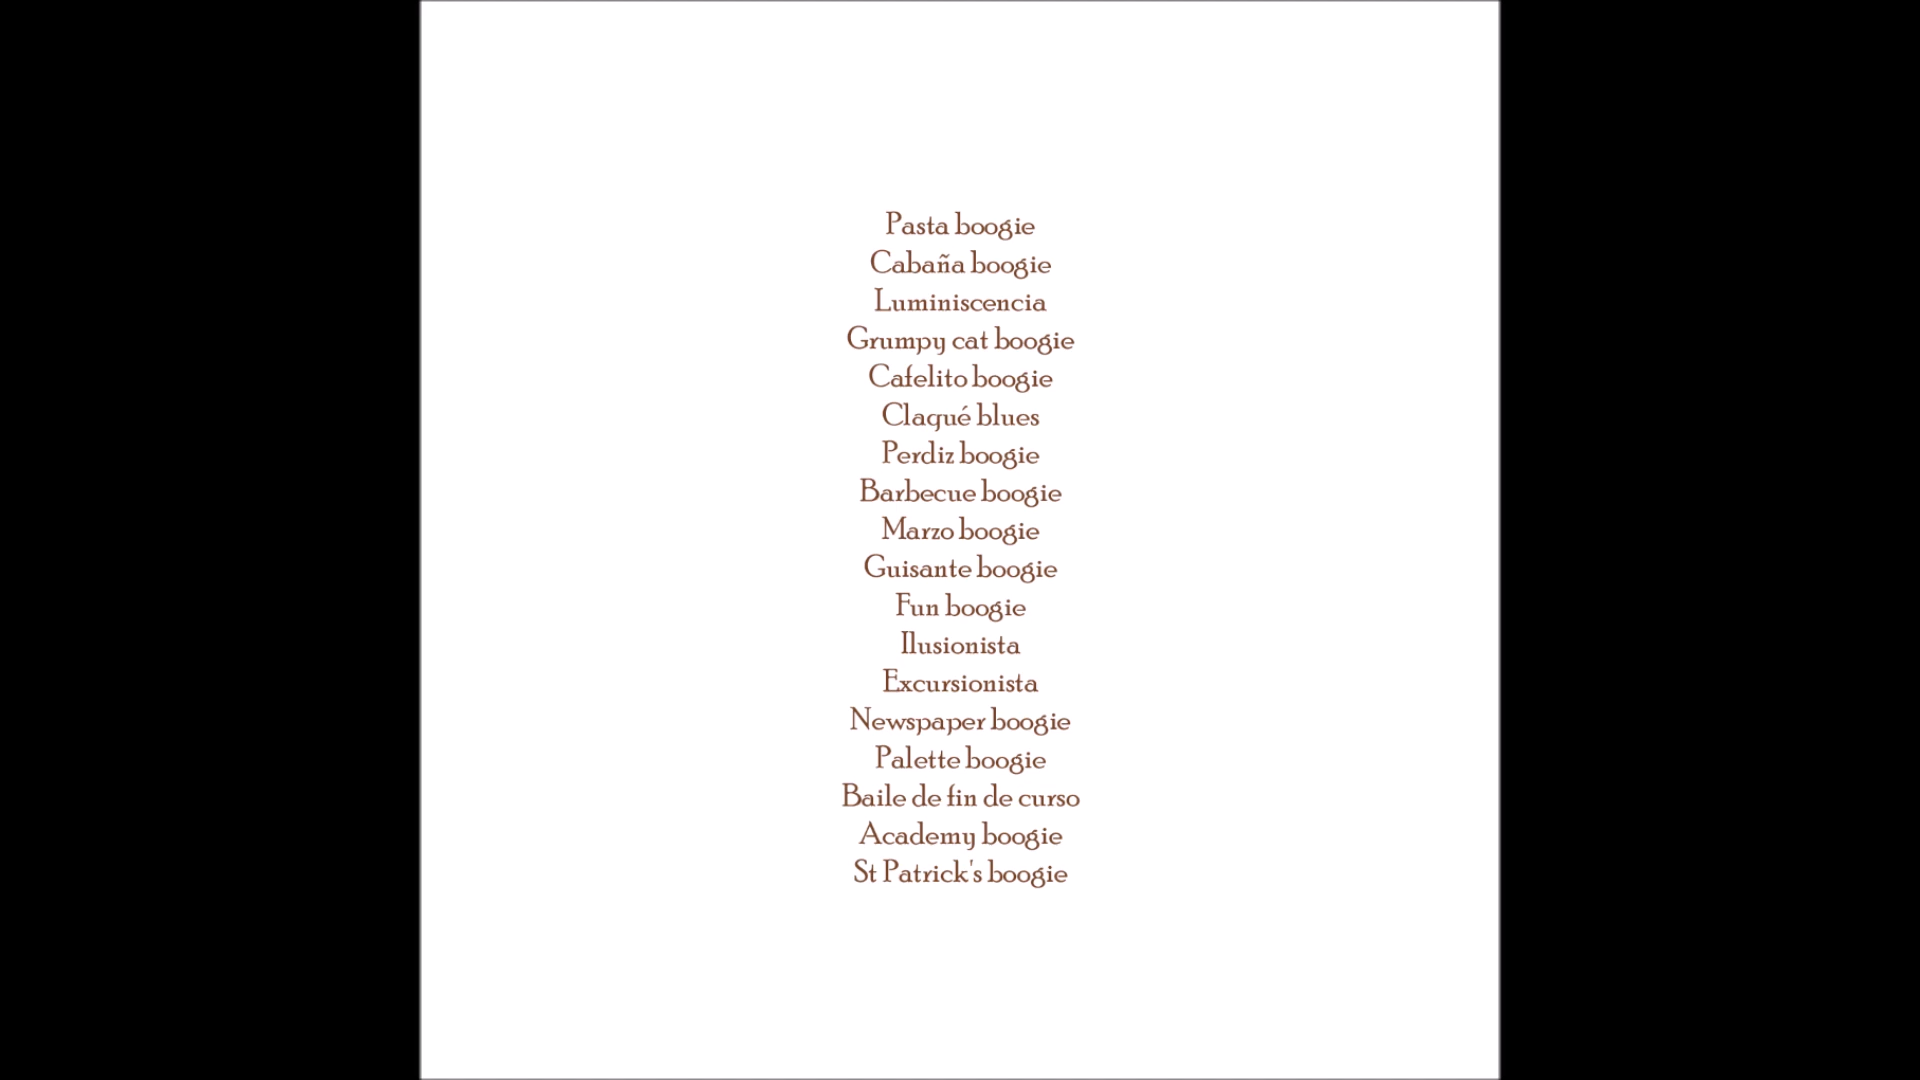 Pasta boogie
Cabaña boogie
Luminiscencia
Grumpy cat boogie
Cafelito boogie
Claqué blues
Perdiz boogie
Barbecue boogie
Marzo boogie
Guisante boogie
Fun boogie
Ilusionista
Excursionista
Newspaper boogie
Palette boogie
Baile de fin de curso
Academy boogie
St Patrick's boogie